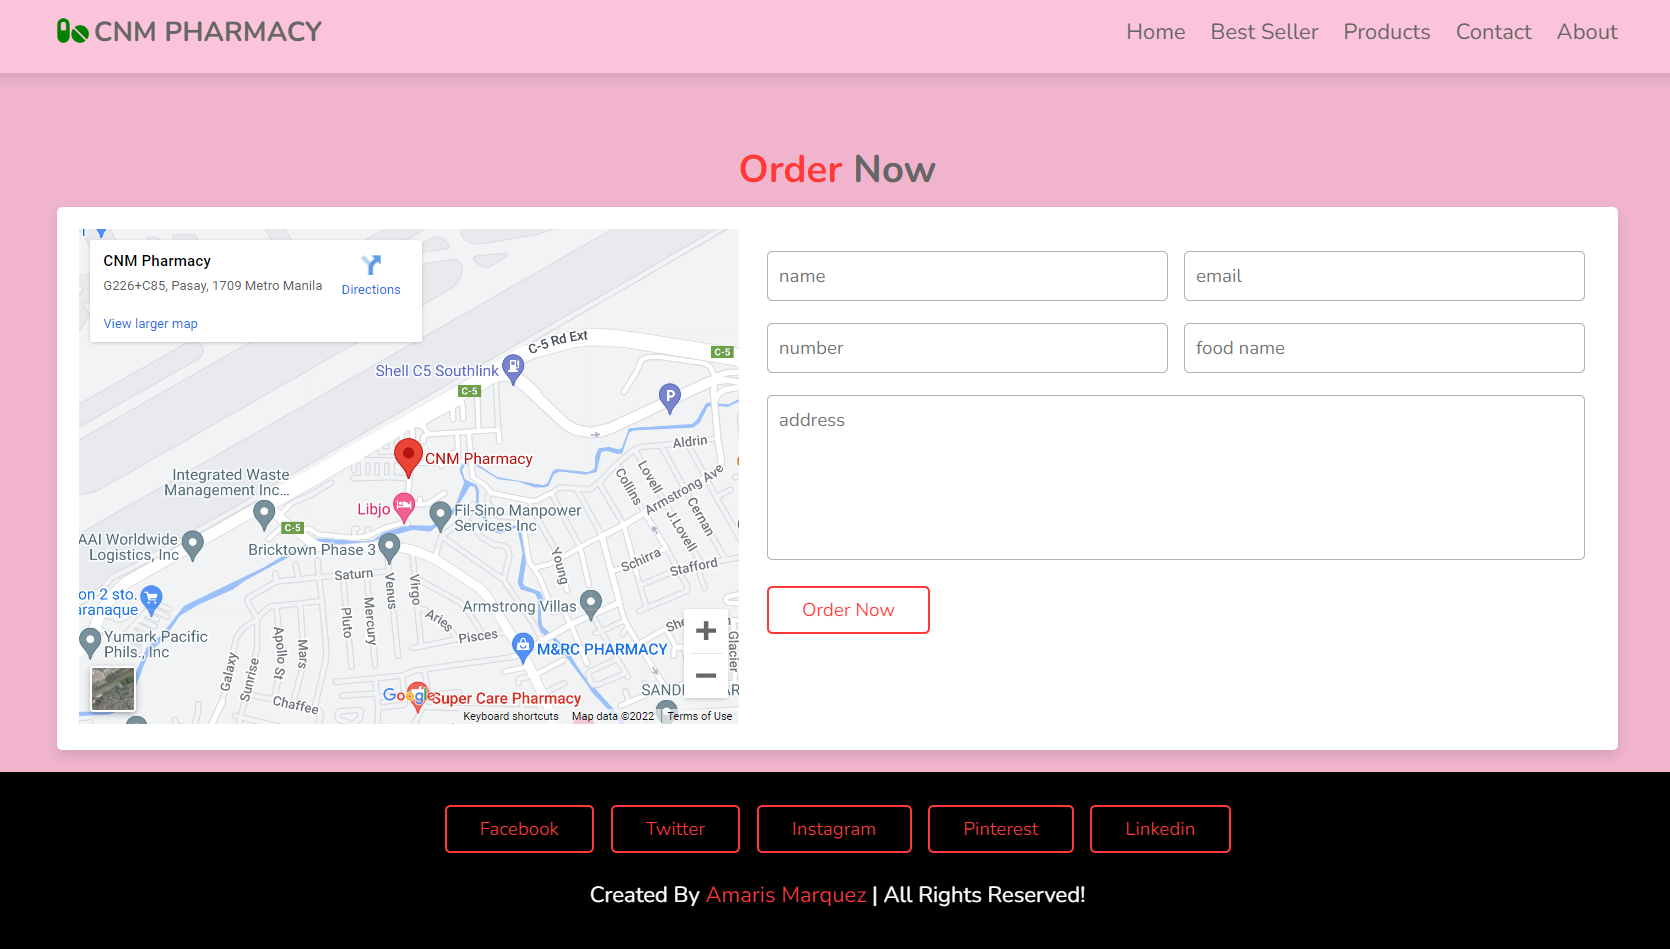 CNM PHARMACY
Home Best Seller Products Contact About
Order Now
CNM Pharmacy
G226+C85, Pasay, 1709 Metro Manila
Directions
View larger map
C-5 Rd Ext
C-5
Shell C5 Southlink
C-5
P
Aldrin
CNM Pharmacy
Integrated Waste
Management Inc...
Lovell
Collins
Armstrong Ave
Cernan
J. Lovell
Libjo
Fil-Sino Manpower
Services Inc
C-5
AAI Worldwide
Logistics, Inc
Bricktown Phase 3
Schirra
Stafford
Young
Saturn
Venus
Virgo
on 2 sto.
aranaque
Mercury
Pluto
Armstrong Villas
Aries
Pisces
She
Glacier
Yumark Pacific
Phils., Inc
Apollo St
Mars
M&RC PHARMACY
Galaxy
Sunrise
Chaffee
Google
Super Care Pharmacy
SAND
AR
Keyboard shortcuts Map data ©2022 Terms of Use
name
email
number
food name
address
Order Now
Facebook Twitter Instagram Pinterest Linkedin
Created By Amaris Marquez | All Rights Reserved!